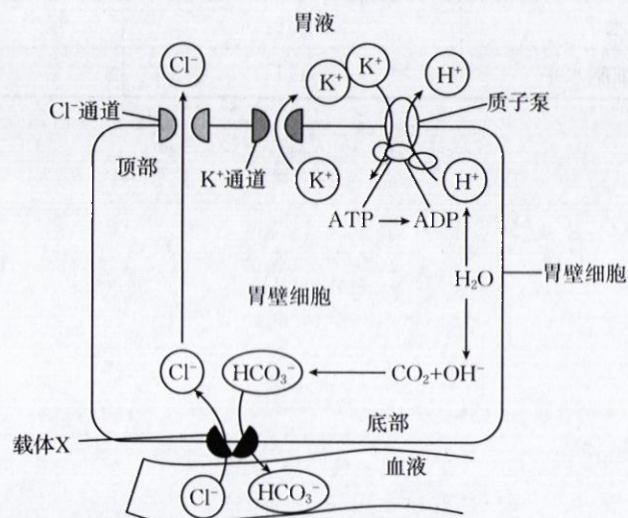 胃液
Cl⁻
K⁺
K⁺
H⁺
Cl⁻通道
质子泵
顶部
K⁺通道
K⁺
H⁺
ATP
ADP
H₂O
胃壁细胞
胃壁细胞
Cl⁻
HCO₃⁻
CO₂+OH⁻
底部
载体X
血液
Cl⁻
HCO₃⁻